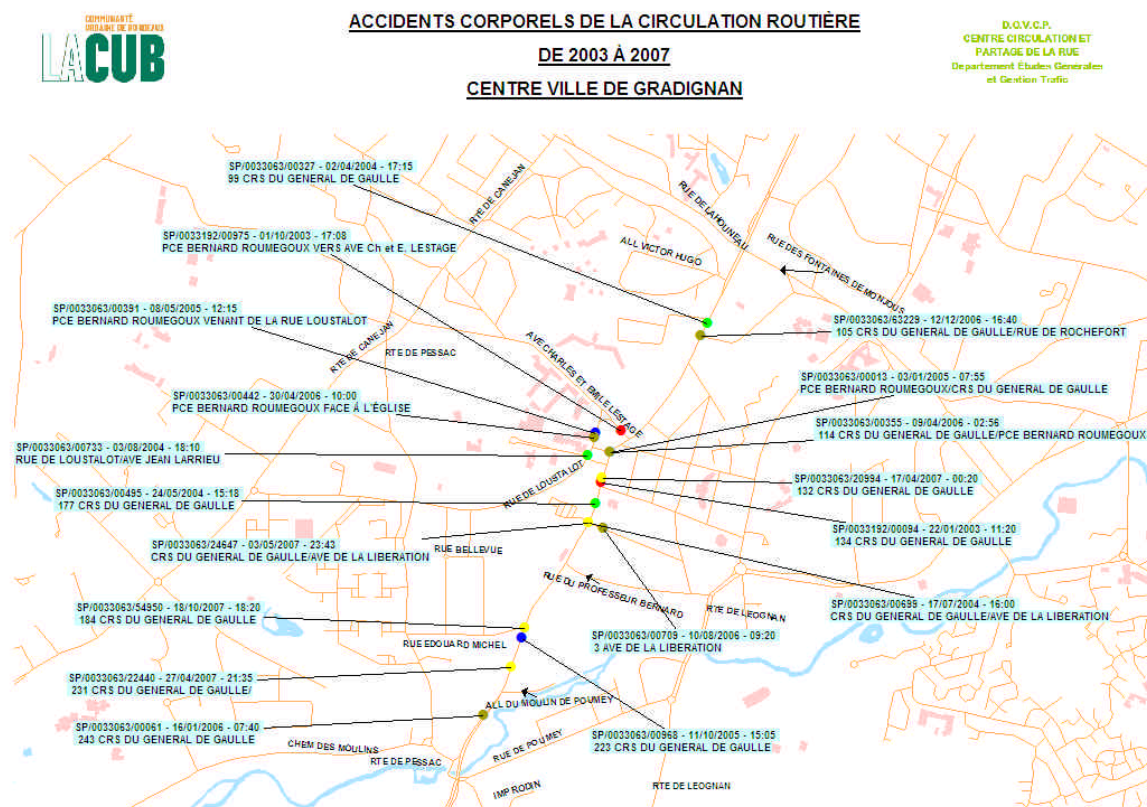 COMMUNAUTÉ
URBAINE DE BORDEAUX
LACUB
ACCIDENTS CORPORELS DE LA CIRCULATION ROUTIÈRE
DE 2003 À 2007
CENTRE VILLE DE GRADIGNAN
D.O.V.C.P.
CENTRE CIRCULATION ET
PARTAGE DE LA RUE
Departement Études Generales
et Gention Trafic
SP/0033063/00327 - 02/04/2004 - 17:15
99 CRS DU GENERAL DE GAULLE
RTE DE CANEJAN
RUE DE LA HOUNEAU
SP/0033192/00975 - 01/10/2003 - 17:08
PCE BERNARD ROUMEGOUX VERS AVE Ch et E. LESTAGE
ALL VICTOR HUGO
RUE DES FONTAINES DE MONJOUS
SP/0033063/00391 - 08/05/2005 - 12:15
PCE BERNARD ROUMEGOUX VENANT DE LA RUE LOUSTALOT
SP/0033063/63229 - 12/12/2006 - 16:40
105 CRS DU GENERAL DE GAULLE/RUE DE ROCHEFORT
RTE DE CANEJAN
RTE DE PESSAC
AVE CHARLES ET EMILE LESTAGE
SP/0033063/00013 - 03/01/2005 - 07:55
PCE BERNARD ROUMEGOUX/CRS DU GENERAL DE GAULLE
SP/0033063/00442 - 30/04/2006 - 10:00
PCE BERNARD ROUMEGOUX FACE À L'ÉGLISE
SP/0033063/00355 - 09/04/2006 - 02:56
114 CRS DU GENERAL DE GAULLE/PCE BERNARD ROUMEGOUX
SP/0033063/00733 - 03/08/2004 - 18:10
RUE DE LOUSTALOT/AVE JEAN LARRIEU
RUE DE LOUSTALOT
SP/0033063/20994 - 17/04/2007 - 00:20
132 CRS DU GENERAL DE GAULLE
SP/0033063/00495 - 24/05/2004 - 15:18
177 CRS DU GENERAL DE GAULLE
SP/0033192/00094 - 22/01/2003 - 11:20
134 CRS DU GENERAL DE GAULLE
SP/0033063/24647 - 03/05/2007 - 23:43
CRS DU GENERAL DE GAULLE/AVE DE LA LIBERATION
RUE BELLEVUE
RUE DU PROFESSEUR BERNARD
RTE DE LEOGNAN
SP/0033063/00699 - 17/07/2004 - 16:00
CRS DU GENERAL DE GAULLE/AVE DE LA LIBERATION
SP/0033063/54950 - 18/10/2007 - 18:20
184 CRS DU GENERAL DE GAULLE
SP/0033063/00709 - 10/08/2006 - 09:20
3 AVE DE LA LIBERATION
RUE EDOUARD MICHEL
SP/0033063/22440 - 27/04/2007 - 21:35
231 CRS DU GENERAL DE GAULLE/
ALL DU MOULIN DE POUMEY
SP/0033063/00061 - 16/01/2006 - 07:40
243 CRS DU GENERAL DE GAULLE
SP/0033063/00968 - 11/10/2005 - 15:05
223 CRS DU GENERAL DE GAULLE
CHEM DES MOULINS
RUE DE POUMEY
RTE DE PESSAC
IMP RODIN
RTE DE LEOGNAN